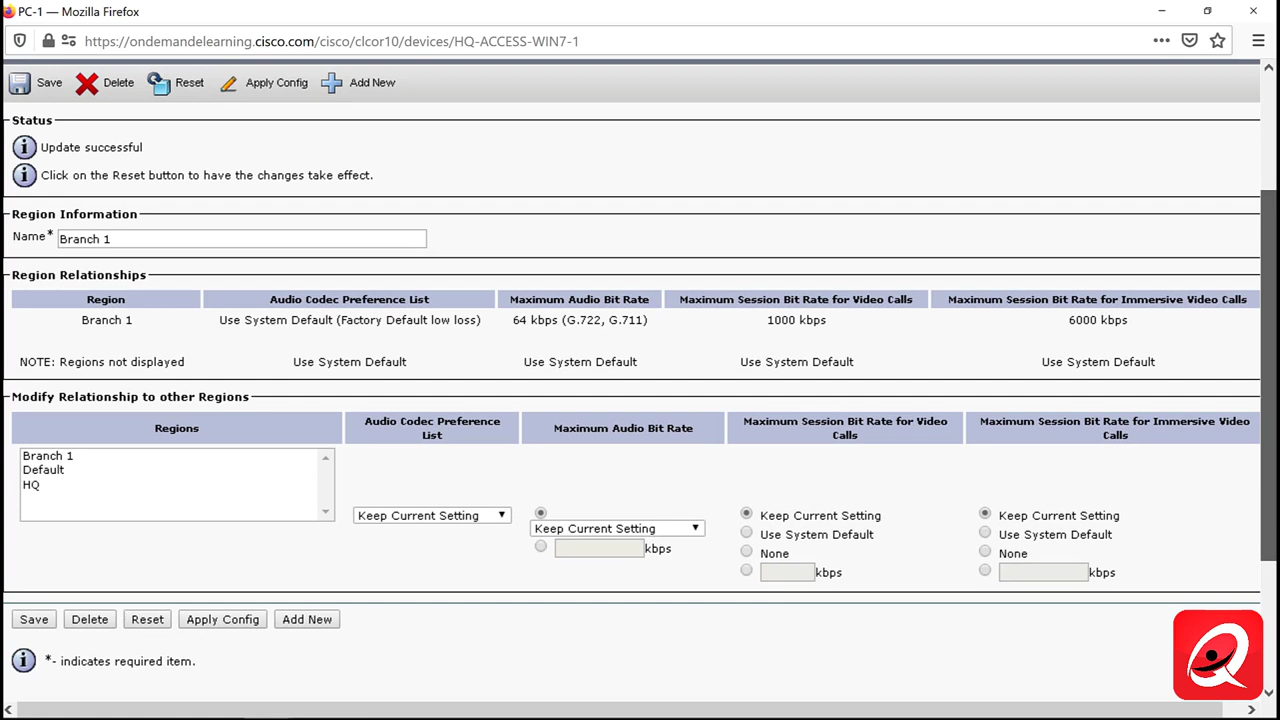 PC-1 — Mozilla Firefox
https://ondemandelearning.cisco.com/cisco/clcor10/devices/HQ-ACCESS-WIN7-1
Save Delete Reset Apply Config Add New
Status
Update successful
Click on the Reset button to have the changes take effect.
Region Information
Name* Branch 1
Region Relationships
Region Audio Codec Preference List Maximum Audio Bit Rate Maximum Session Bit Rate for Video Calls Maximum Session Bit Rate for Immersive Video Calls
Branch 1 Use System Default (Factory Default low loss) 64 kbps (G.722, G.711) 1000 kbps 6000 kbps
NOTE: Regions not displayed Use System Default Use System Default Use System Default Use System Default
Modify Relationship to other Regions
Regions Audio Codec Preference List Maximum Audio Bit Rate Maximum Session Bit Rate for Video Calls Maximum Session Bit Rate for Immersive Video Calls
Branch 1
Default
HQ
Keep Current Setting
Keep Current Setting
kbps
Keep Current Setting
Use System Default
None
kbps
Keep Current Setting
Use System Default
None
kbps
Save Delete Reset Apply Config Add New
*- indicates required item.